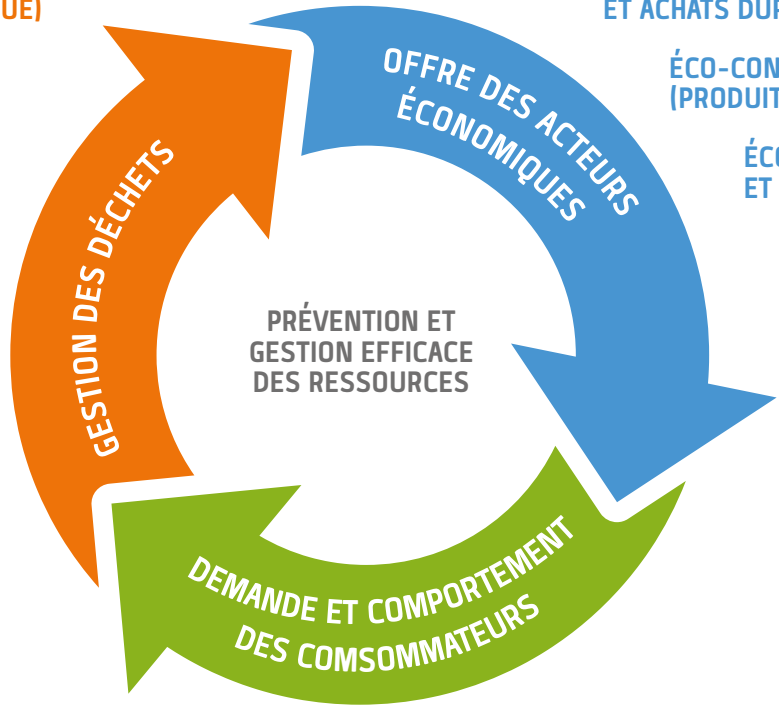 UE)
ET ACHATS DUR
ÉCO-CON
(PRODUIT
ÉCO
ET
OFFRE DES ACTEURS
ÉCONOMIQUES
GESTION DES DÉCHETS
PRÉVENTION ET
GESTION EFFICACE
DES RESSOURCES
DEMANDE ET COMPORTEMENT
DES COMSOMMATEURS